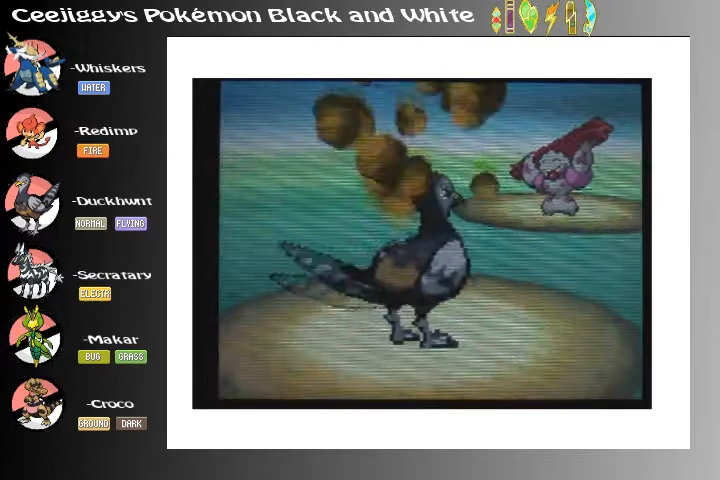 Ceejiggy's Pokémon Black and White
-Whiskers
WATER
-Redimp
FIRE
-Duckhunt
NORMAL FLYING
-Secratary
ELECTR
-Makar
BUG GRASS
-Croco
GROUND DARK